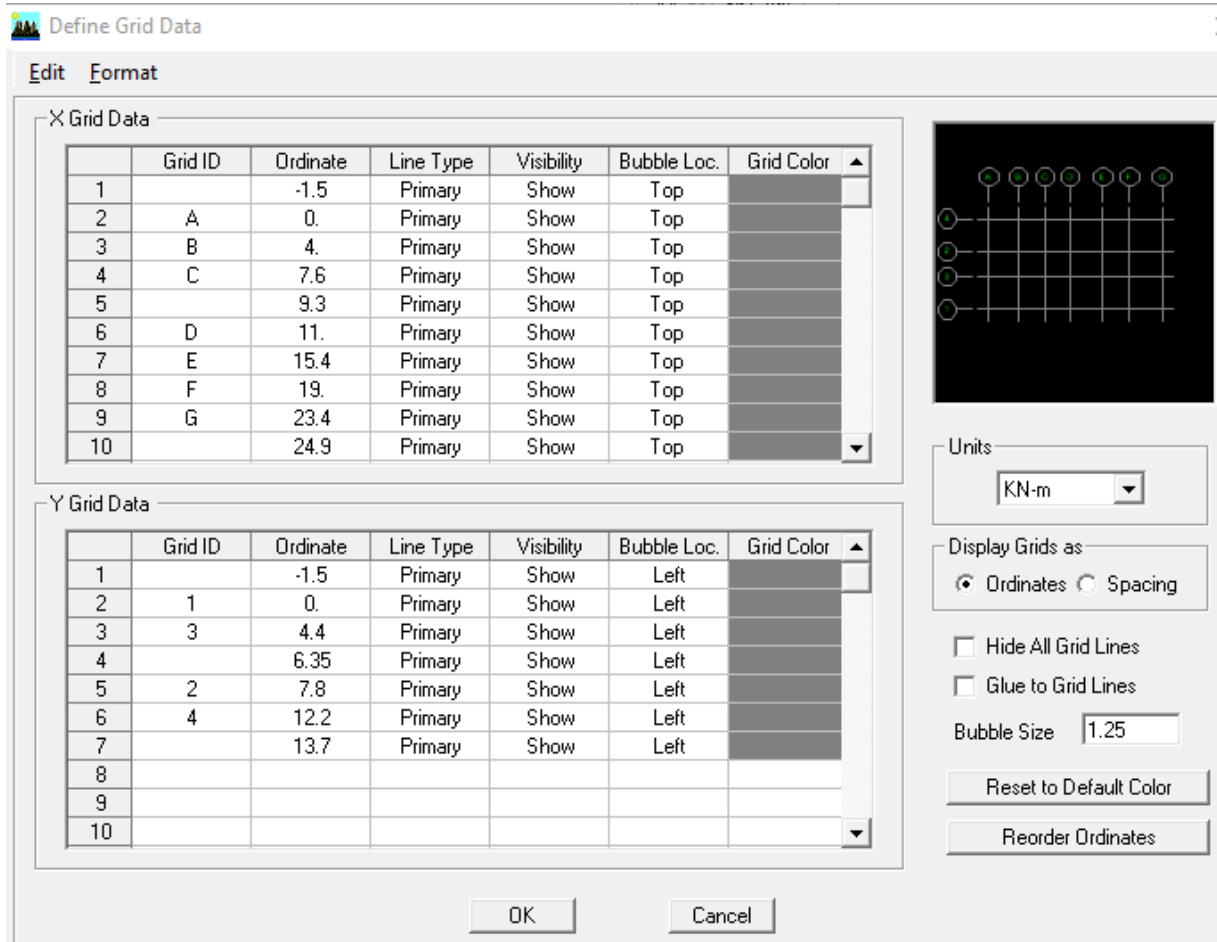 Define Grid Data
Edit Format
X Grid Data
Grid ID Ordinate Line Type Visibility Bubble Loc. Grid Color
1 -1.5 Primary Show Top
2 A 0. Primary Show Top
3 B 4. Primary Show Top
4 C 7.6 Primary Show Top
5 9.3 Primary Show Top
6 D 11. Primary Show Top
7 E 15.4 Primary Show Top
8 F 19. Primary Show Top
9 G 23.4 Primary Show Top
10 24.9 Primary Show Top
Y Grid Data
Grid ID Ordinate Line Type Visibility Bubble Loc. Grid Color
1 -1.5 Primary Show Left
2 1 0. Primary Show Left
3 3 4.4 Primary Show Left
4 6.35 Primary Show Left
5 2 7.8 Primary Show Left
6 4 12.2 Primary Show Left
7 13.7 Primary Show Left
8
9
10
A B C D E F G
4
2
3
1
Units
KN-m
Display Grids as
Ordinates Spacing
Hide All Grid Lines
Glue to Grid Lines
Bubble Size 1.25
Reset to Default Color
Reorder Ordinates
OK Cancel